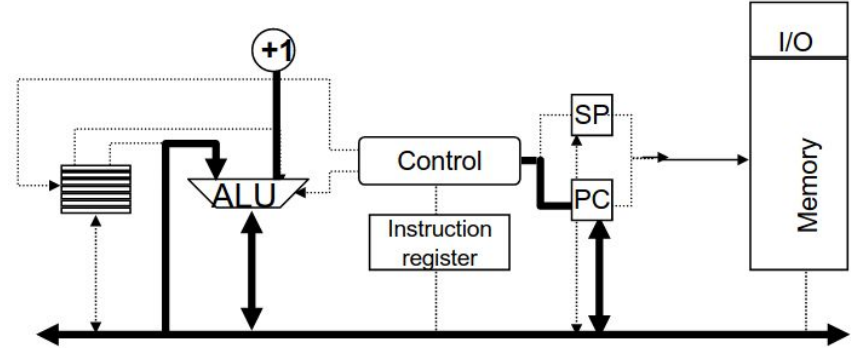 +1
I/O
SP
Control
ALU
PC
Instruction
register
Memory